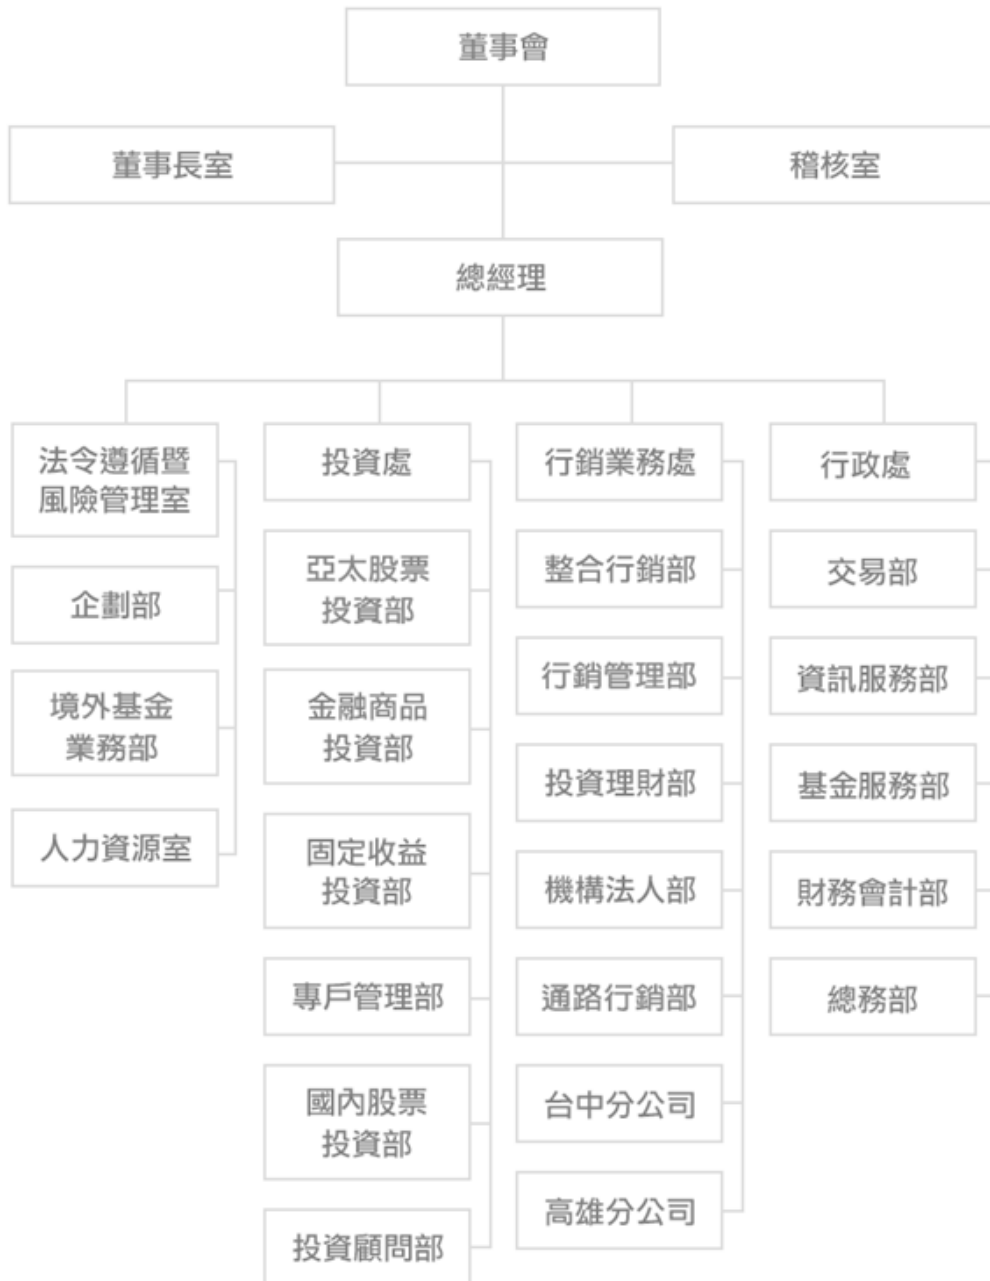 董事會
董事長室
稽核室
總經理
法令遵循暨
風險管理室
企劃部
境外基金
業務部
人力資源室
投資處
亞太股票
投資部
金融商品
投資部
固定收益
投資部
專戶管理部
國內股票
投資部
投資顧問部
行銷業務處
整合行銷部
行銷管理部
投資理財部
機構法人部
通路行銷部
台中分公司
高雄分公司
行政處
交易部
資訊服務部
基金服務部
財務會計部
總務部